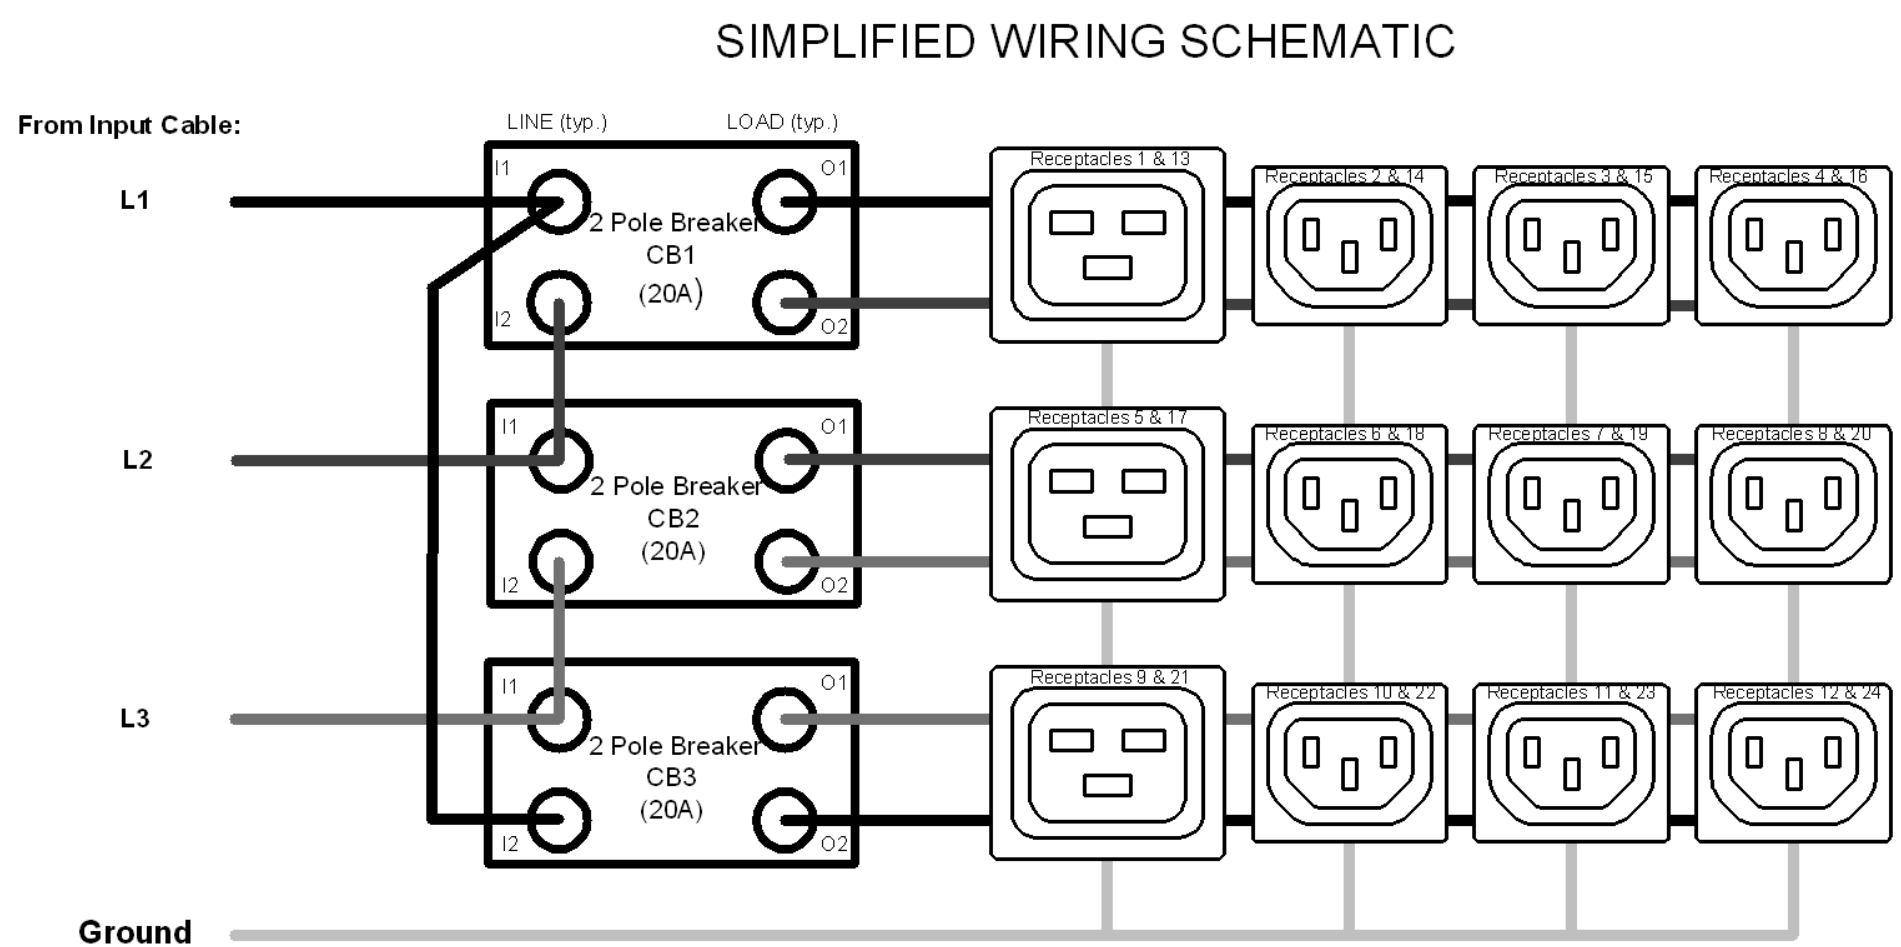 SIMPLIFIED WIRING SCHEMATIC
From Input Cable:
LINE (typ.)
LOAD (typ.)
L1
I1
O1
2 Pole Breaker
CB1
(20A)
I2
O2
Receptacles 1 & 13
Receptacles 2 & 14
Receptacles 3 & 15
Receptacles 4 & 16
L2
I1
O1
2 Pole Breaker
CB2
(20A)
I2
O2
Receptacles 5 & 17
Receptacles 6 & 18
Receptacles 7 & 19
Receptacles 8 & 20
L3
I1
O1
2 Pole Breaker
CB3
(20A)
I2
O2
Receptacles 9 & 21
Receptacles 10 & 22
Receptacles 11 & 23
Receptacles 12 & 24
Ground